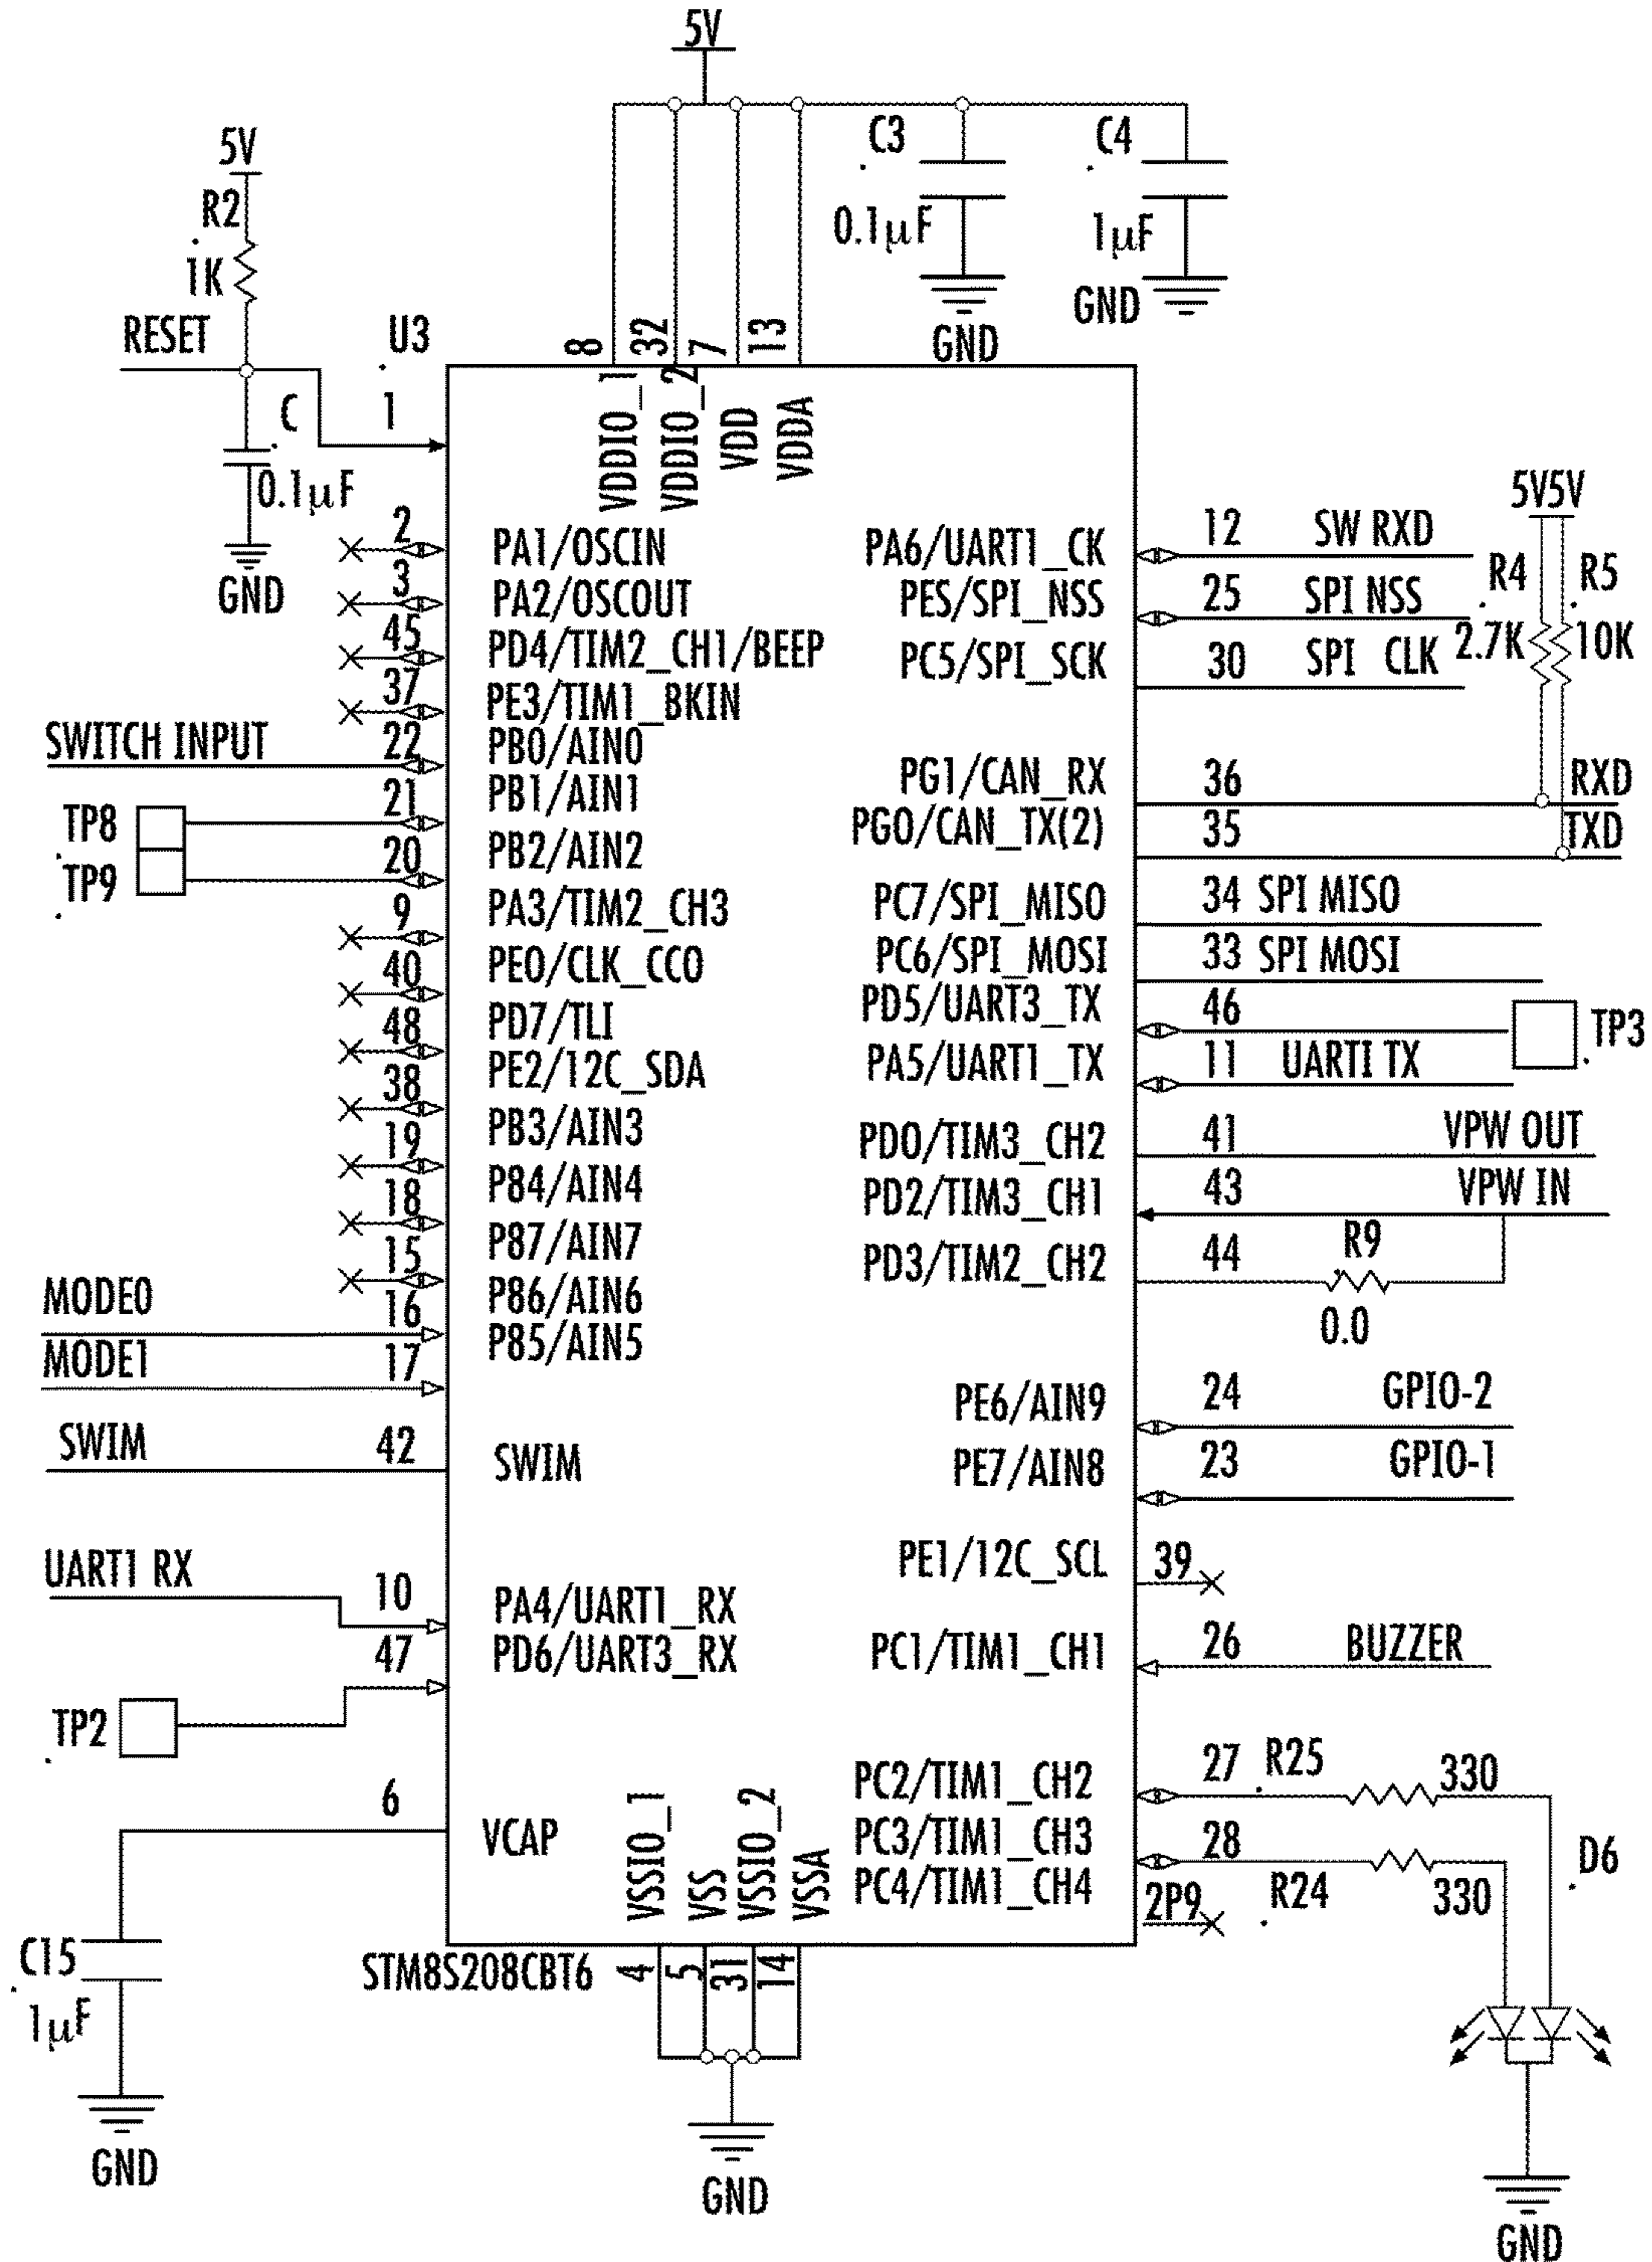 5V
C3
0.1μF
GND
C4
1μF
GND
5V
R2
1K
RESET
U3
C
0.1μF
GND
1
8
32
7
13
VDDIO_1
VDDIO_2
VDD
VDDA
2 PA1/OSCIN
3 PA2/OSCOUT
45 PD4/TIM2_CH1/BEEP
37 PE3/TIM1_BKIN
SWITCH INPUT 22 PB0/AIN0
TP8 21 PB1/AIN1
TP9 20 PB2/AIN2
9 PA3/TIM2_CH3
40 PE0/CLK_CCO
48 PD7/TLI
38 PE2/12C_SDA
19 PB3/AIN3
18 P84/AIN4
15 P87/AIN7
MODE0 16 P86/AIN6
MODE1 17 P85/AIN5
SWIM 42 SWIM
UART1 RX 10 PA4/UART1_RX
47 PD6/UART3_RX
TP2
6 VCAP
C15
1μF
GND
PA6/UART1_CK 12 SW RXD
PES/SPI_NSS 25 SPI NSS
PC5/SPI_SCK 30 SPI CLK
5V5V
R4 R5
2.7K 10K
PG1/CAN_RX 36 RXD
PG0/CAN_TX(2) 35 TXD
PC7/SPI_MISO 34 SPI MISO
PC6/SPI_MOSI 33 SPI MOSI
PD5/UART3_TX 46 TP3
PA5/UART1_TX 11 UARTI TX
PD0/TIM3_CH2 41 VPW OUT
PD2/TIM3_CH1 43 VPW IN
PD3/TIM2_CH2 44 R9
0.0
PE6/AIN9 24 GPIO-2
PE7/AIN8 23 GPIO-1
PE1/12C_SCL 39
PC1/TIM1_CH1 26 BUZZER
PC2/TIM1_CH2 27 R25 330
PC3/TIM1_CH3 28 D6
PC4/TIM1_CH4 2P9 R24 330
VSSIO_1
VSS
VSSIO_2
VSSA
STM8S208CBT6
4
5
31
14
GND
GND